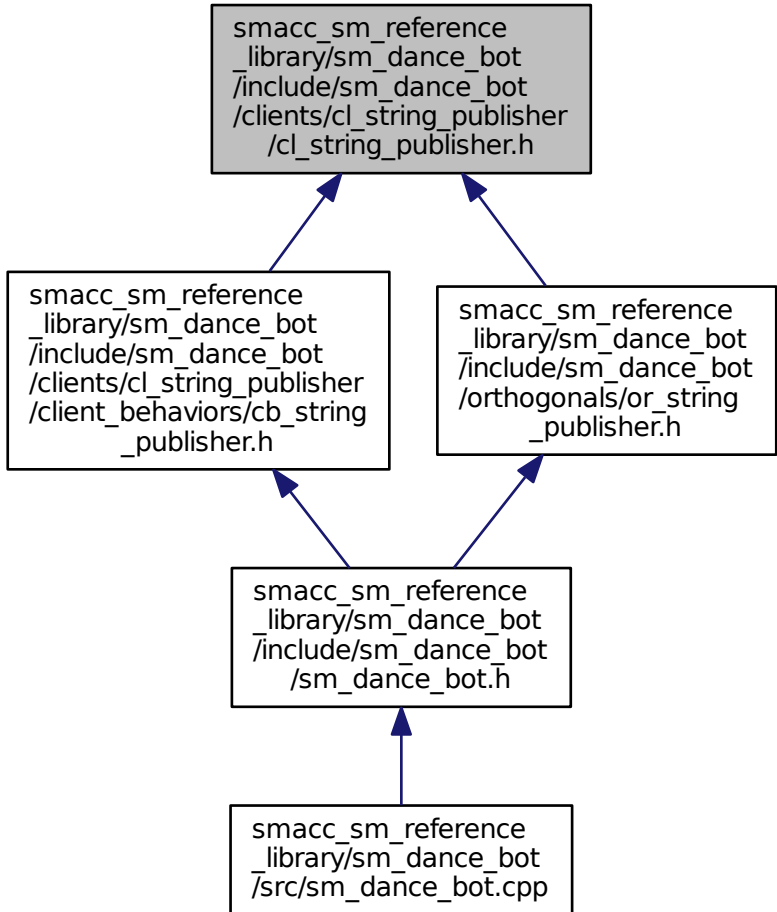 smacc_sm_reference
_library/sm_dance_bot
/include/sm_dance_bot
/clients/cl_string_publisher
/cl_string_publisher.h
smacc_sm_reference
_library/sm_dance_bot
/include/sm_dance_bot
/clients/cl_string_publisher
/client_behaviors/cb_string
_publisher.h
smacc_sm_reference
_library/sm_dance_bot
/include/sm_dance_bot
/orthogonals/or_string
_publisher.h
smacc_sm_reference
_library/sm_dance_bot
/include/sm_dance_bot
/sm_dance_bot.h
smacc_sm_reference
_library/sm_dance_bot
/src/sm_dance_bot.cpp